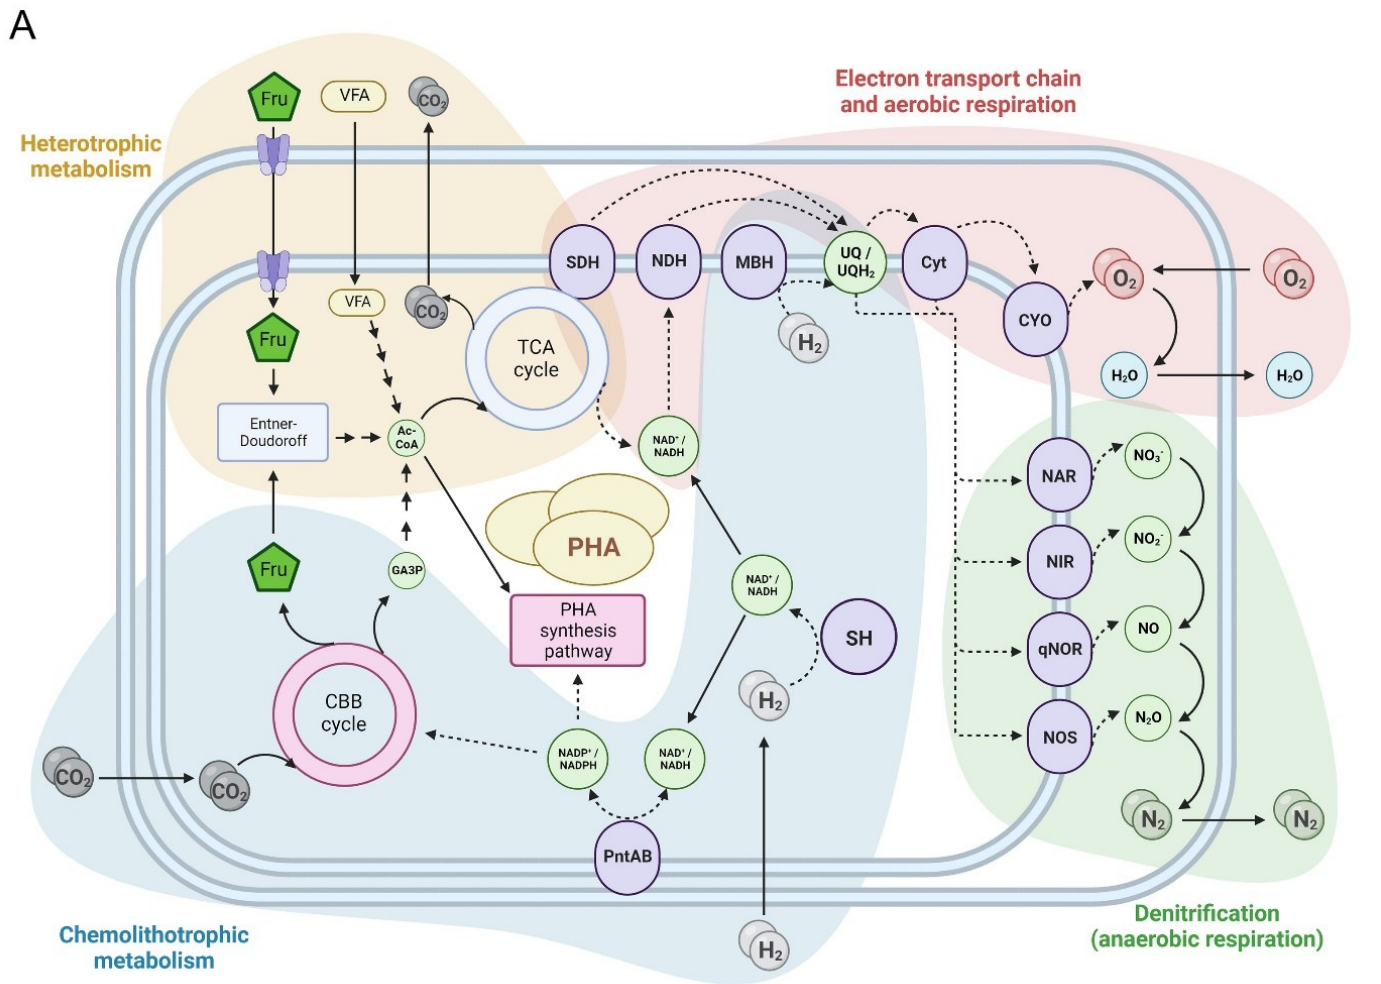 A
Heterotrophic
metabolism
Electron transport chain
and aerobic respiration
Fru
VFA
CO₂
SDH
NDH
MBH
UQ /
UQH₂
Cyt
CYO
O₂
O₂
H₂O
H₂O
VFA
CO₂
Fru
H₂
TCA
cycle
Entner-
Doudoroff
Ac-
CoA
NAD⁺ /
NADH
NAR
NO₃⁻
NIR
NO₂⁻
qNOR
NO
NOS
N₂O
N₂
N₂
PHA
Fru
GA3P
PHA
synthesis
pathway
NAD⁺ /
NADH
SH
H₂
CBB
cycle
NADP⁺ /
NADPH
NAD⁺ /
NADH
CO₂
CO₂
PntAB
H₂
Chemolithotrophic
metabolism
Denitrification
(anaerobic respiration)